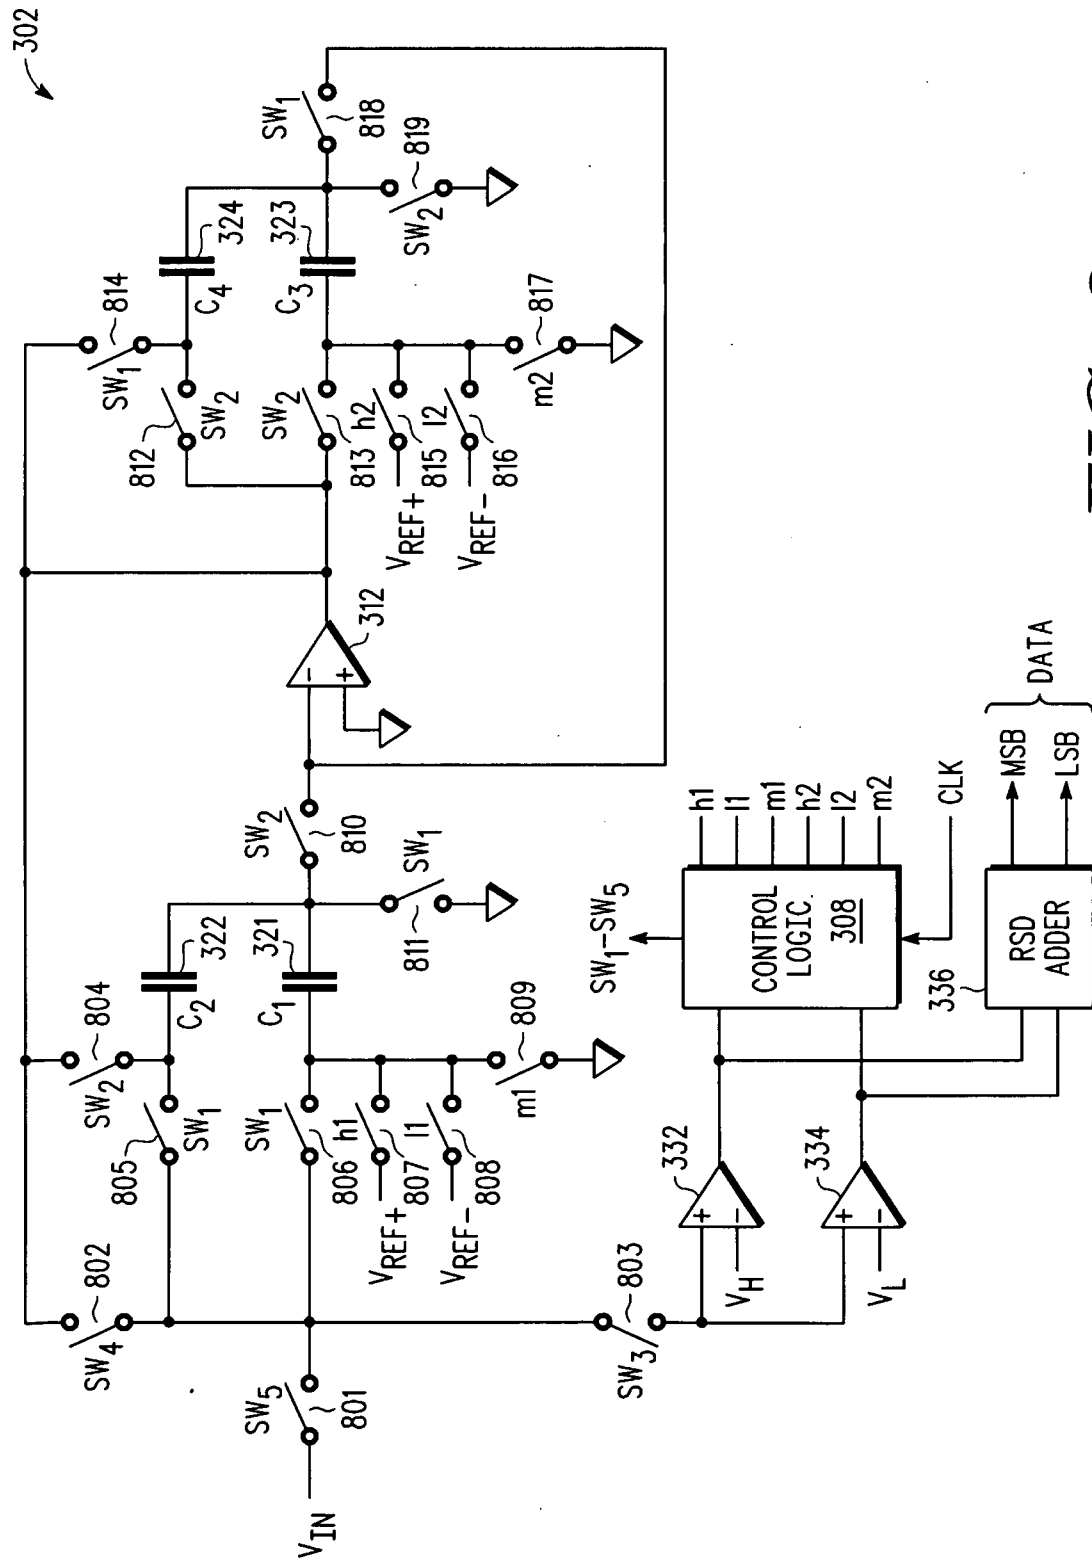 302
SW4
802
SW2
804
SW1
814
805
SW1
C2
322
812
SW2
C4
324
SW1
818
VIN
SW5
801
SW1
806
C1
321
SW2
810
312
-
+
SW2
813
C3
323
819
SW2
VREF+
h1
807
VREF-
l1
808
m1
809
SW1
811
VREF+
h2
815
VREF-
l2
816
m2
817
SW3
803
332
+
-
VH
334
+
-
VL
SW1-SW5
CONTROL
LOGIC
308
h1
l1
m1
h2
l2
m2
CLK
336
RSD
ADDER
MSB
LSB
DATA